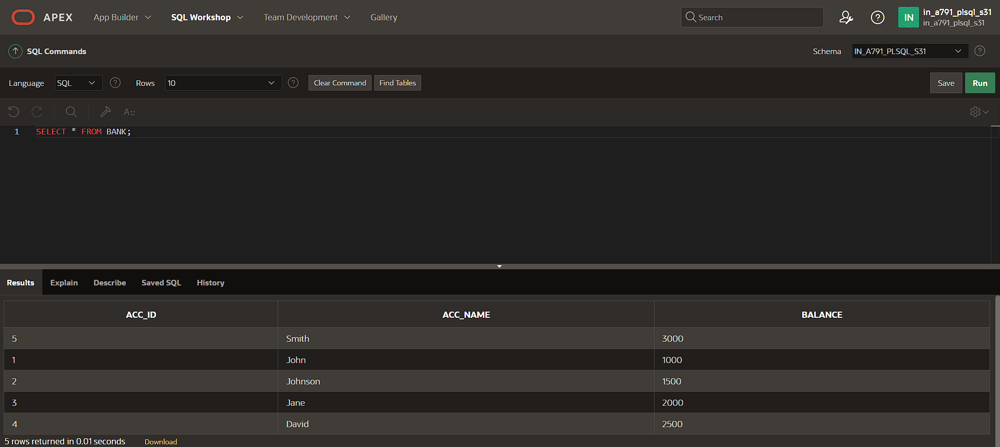 APEX App Builder SQL Workshop Team Development Gallery Search IN in_a791_plsql_s31
in_a791_plsql_s31
SQL Commands Schema IN_A791_PLSQL_S31
Language SQL Rows 10 Clear Command Find Tables Save Run
A::
1 SELECT * FROM BANK;
Results Explain Describe Saved SQL History
ACC_ID ACC_NAME BALANCE
5 Smith 3000
1 John 1000
2 Johnson 1500
3 Jane 2000
4 David 2500
5 rows returned in 0.01 seconds Download